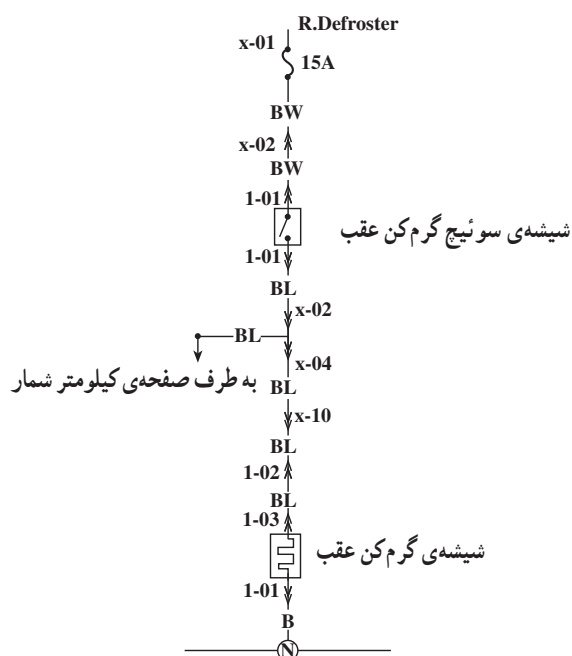 R.Defroster
x-01
15A
BW
x-02
BW
1-01
شیشه‌ی سوئیچ گرم‌کن عقب
1-01
BL
x-02
BL
x-04
به طرف صفحه‌ی کیلومتر شمار
BL
x-10
BL
1-02
BL
1-03
شیشه‌ی گرم‌کن عقب
1-01
B
N